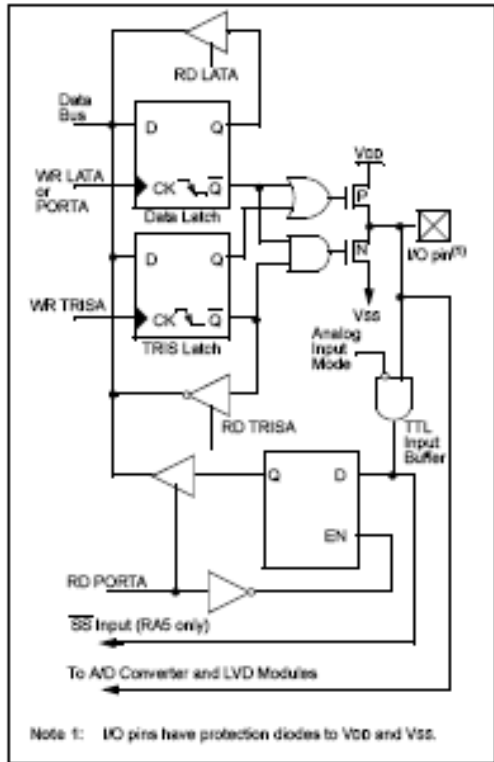 RD LATA
Data
Bus
D Q
WR LATA
or
PORTA
CK Q
Data Latch
VDD
P
N
I/O pin(1)
VSS
D Q
WR TRISA
CK Q
TRIS Latch
Analog
Input
Mode
TTL
Input
Buffer
RD TRISA
Q D
EN
RD PORTA
SS Input (RA5 only)
To A/D Converter and LVD Modules
Note 1: I/O pins have protection diodes to VDD and VSS.